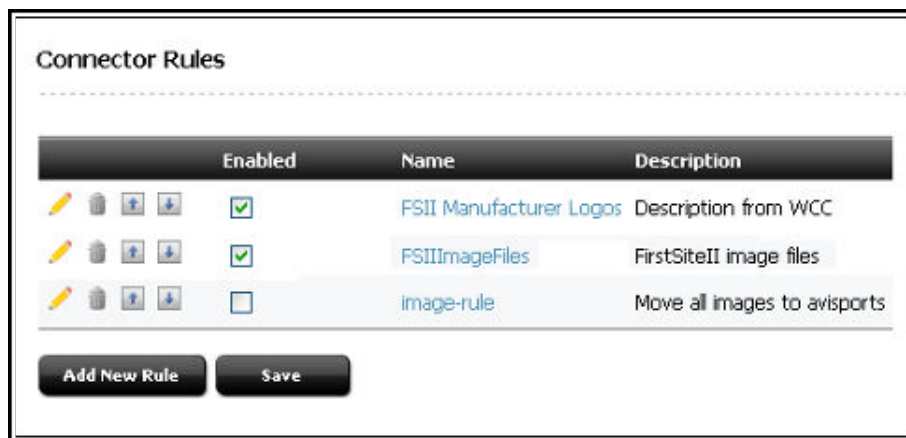 Connector Rules
Enabled Name Description
FSII Manufacturer Logos Description from WCC
FSIIImageFiles FirstSiteII image files
image-rule Move all images to avisports
Add New Rule Save